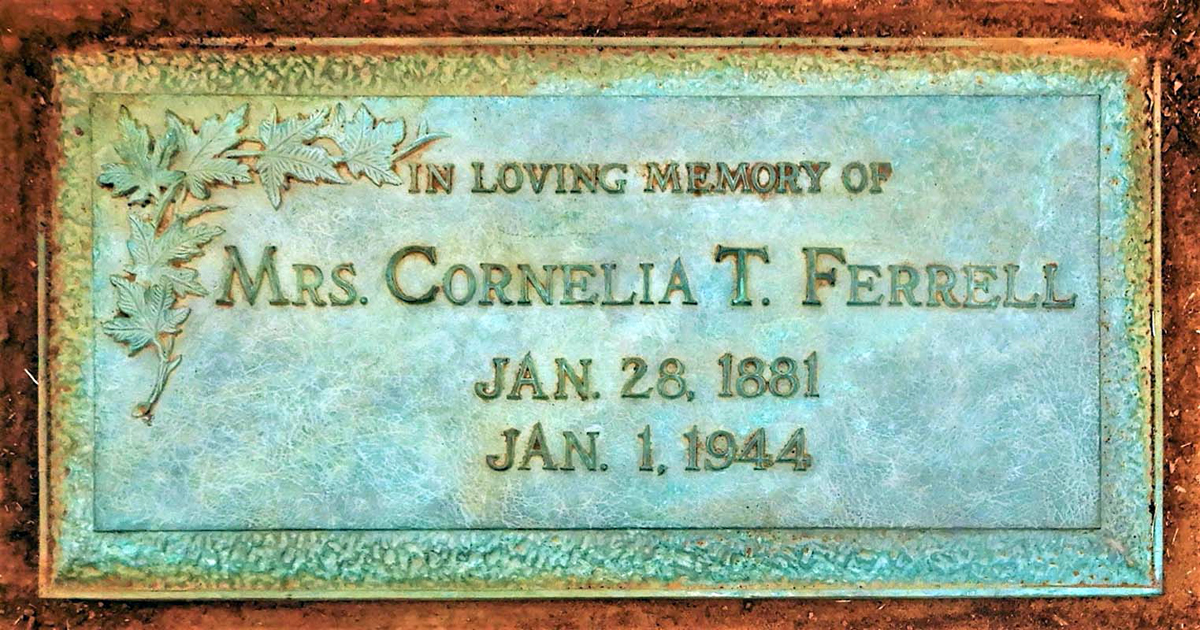 IN LOVING MEMORY OF
MRS. CORNELIA T. FERRELL
JAN. 28, 1881
JAN. 1, 1944